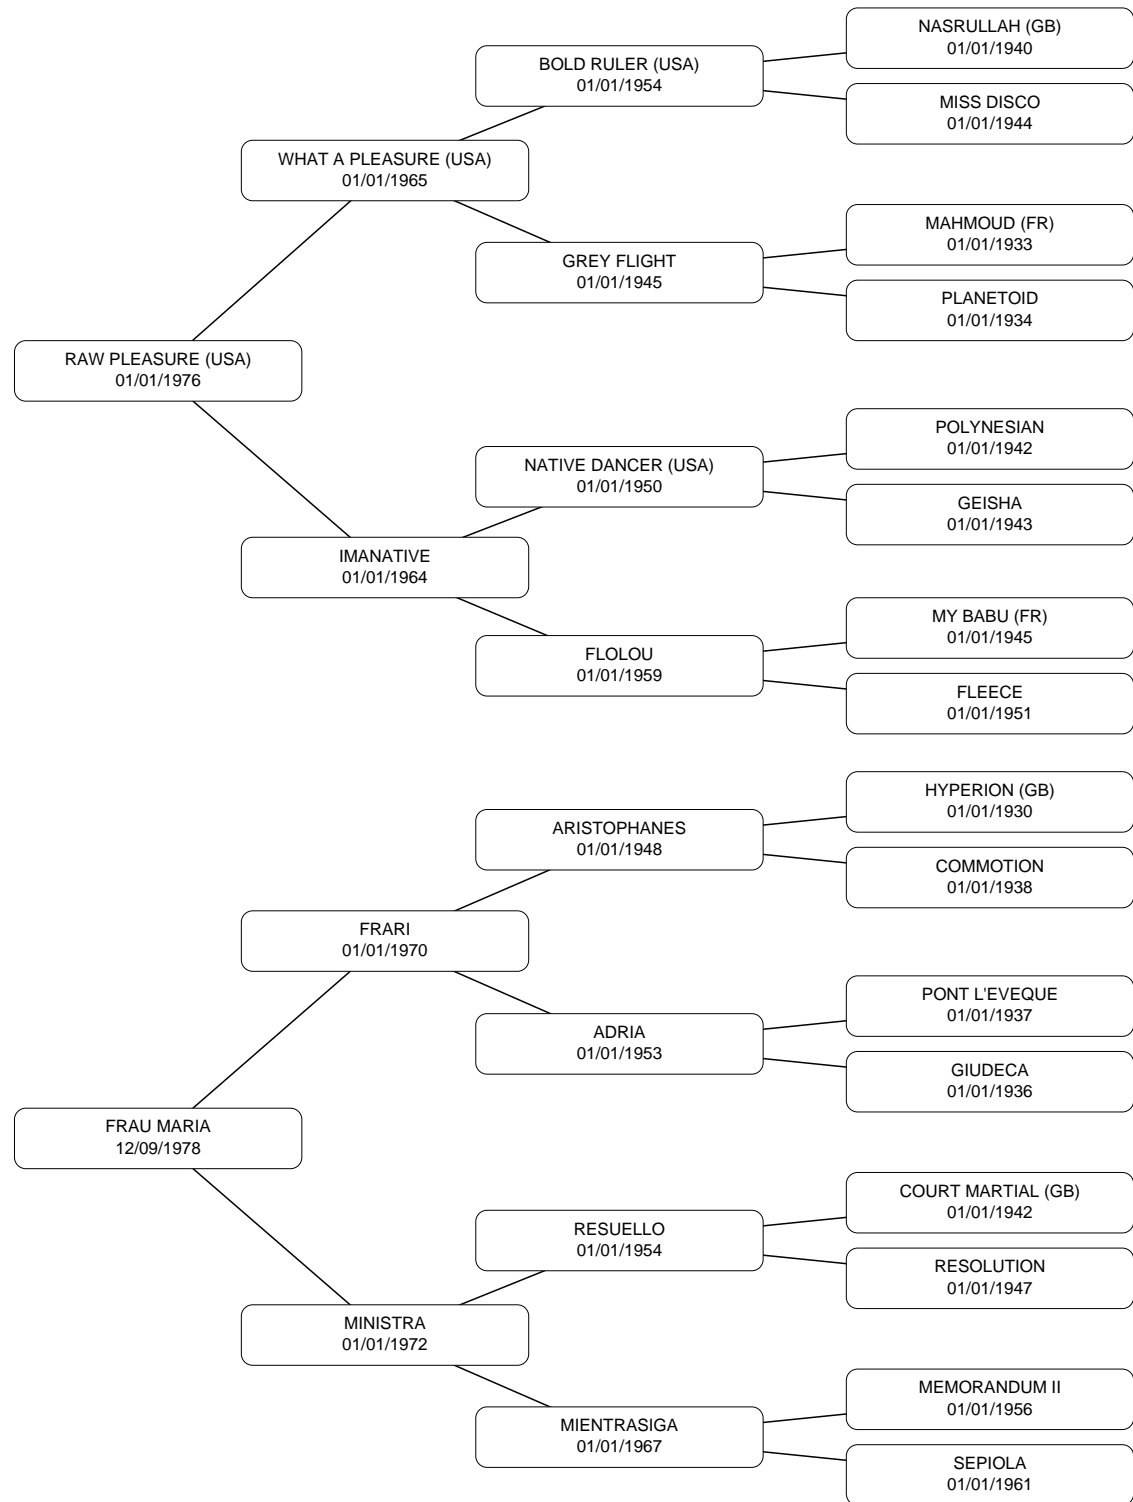 NASRULLAH (GB)
01/01/1940
BOLD RULER (USA)
01/01/1954
MISS DISCO
01/01/1944
WHAT A PLEASURE (USA)
01/01/1965
MAHMOUD (FR)
01/01/1933
GREY FLIGHT
01/01/1945
PLANETOID
01/01/1934
RAW PLEASURE (USA)
01/01/1976
POLYNESIAN
01/01/1942
NATIVE DANCER (USA)
01/01/1950
GEISHA
01/01/1943
IMANATIVE
01/01/1964
MY BABU (FR)
01/01/1945
FLOLOU
01/01/1959
FLEECE
01/01/1951
HYPERION (GB)
01/01/1930
ARISTOPHANES
01/01/1948
COMMOTION
01/01/1938
FRARI
01/01/1970
PONT L'EVEQUE
01/01/1937
ADRIA
01/01/1953
GIUDECA
01/01/1936
FRAU MARIA
12/09/1978
COURT MARTIAL (GB)
01/01/1942
RESUELLO
01/01/1954
RESOLUTION
01/01/1947
MINISTRA
01/01/1972
MEMORANDUM II
01/01/1956
MIENTRASIGA
01/01/1967
SEPIOLA
01/01/1961